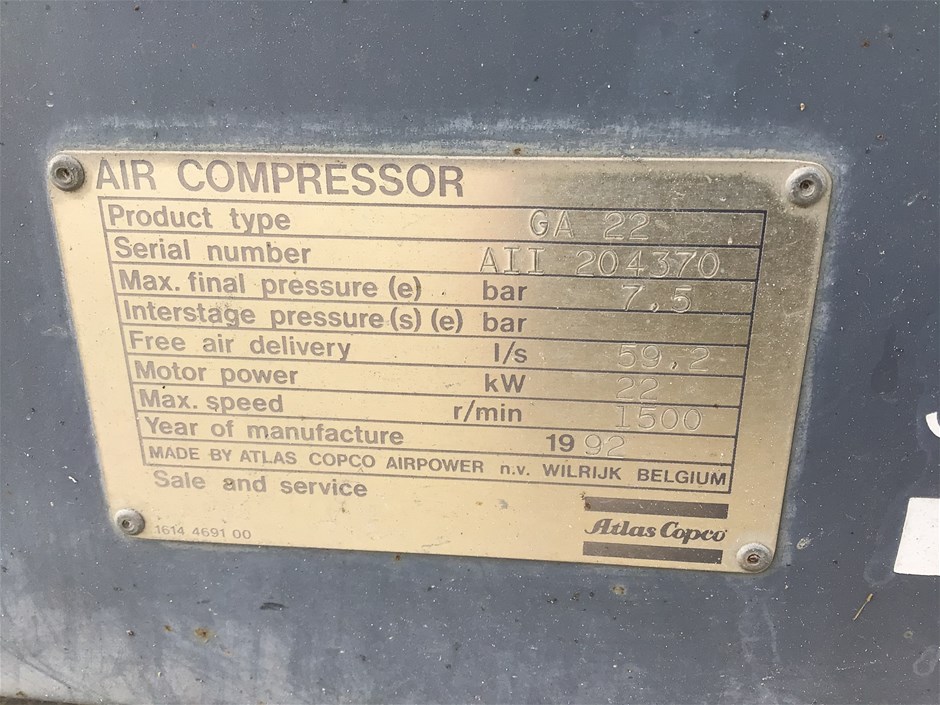 AIR COMPRESSOR
Product type GA 22
Serial number AII 204370
Max. final pressure (e) bar 7,5
Interstage pressure(s) (e) bar
Free air delivery l/s 59,2
Motor power kW 22
Max. speed r/min 1500
Year of manufacture 1992
MADE BY ATLAS COPCO AIRPOWER n.v. WILRIJK BELGIUM
Sale and service
Atlas Copco
1614 4691 00